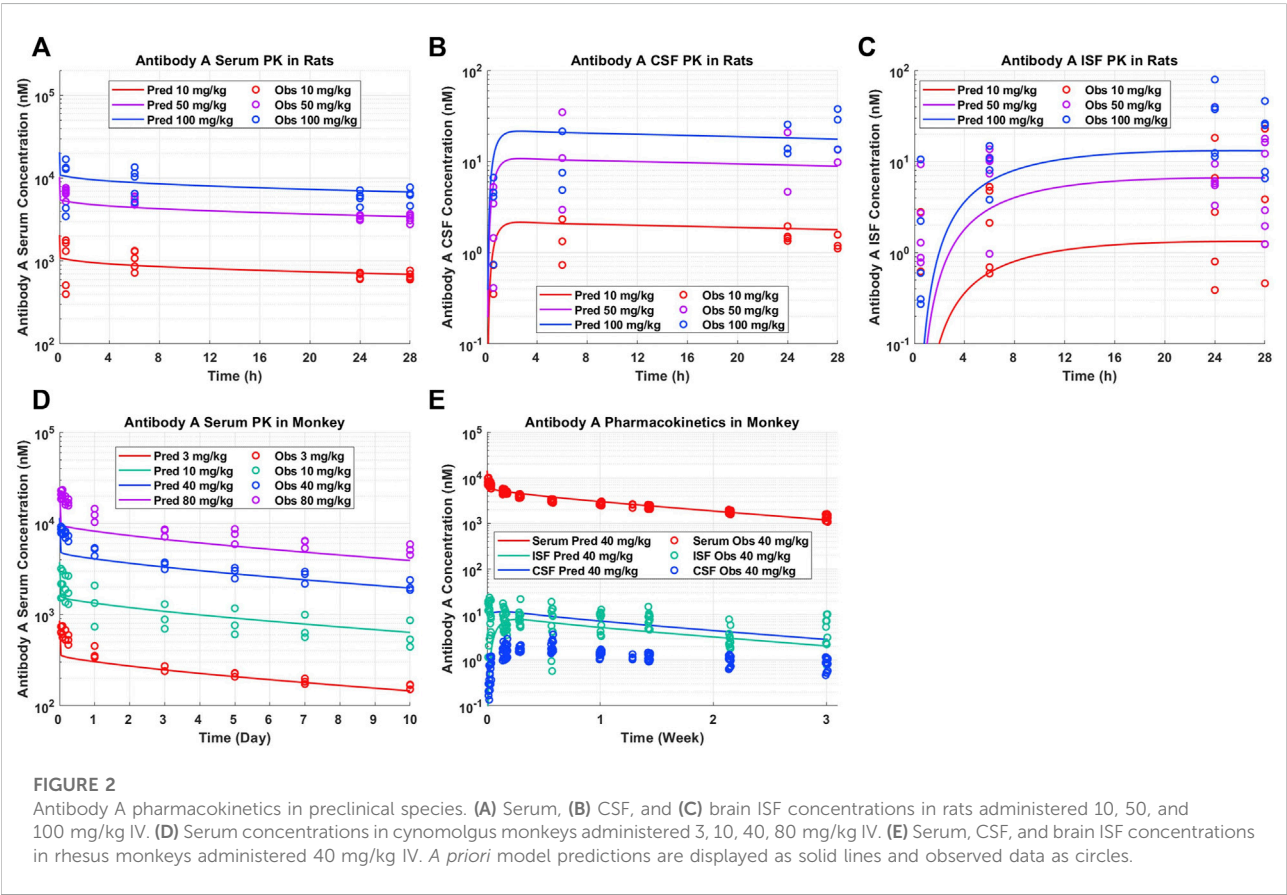 A
Antibody A Serum PK in Rats
Antibody A Serum Concentration (nM)
10^5
10^4
10^3
10^2
Pred 10 mg/kg Obs 10 mg/kg
Pred 50 mg/kg Obs 50 mg/kg
Pred 100 mg/kg Obs 100 mg/kg
0 4 8 12 16 20 24 28
Time (h)
B
Antibody A CSF PK in Rats
Antibody A CSF Concentration (nM)
10^2
10^1
10^0
10^-1
Pred 10 mg/kg Obs 10 mg/kg
Pred 50 mg/kg Obs 50 mg/kg
Pred 100 mg/kg Obs 100 mg/kg
0 4 8 12 16 20 24 28
Time (h)
C
Antibody A ISF PK in Rats
Antibody A ISF Concentration (nM)
10^2
10^1
10^0
10^-1
Pred 10 mg/kg Obs 10 mg/kg
Pred 50 mg/kg Obs 50 mg/kg
Pred 100 mg/kg Obs 100 mg/kg
0 4 8 12 16 20 24 28
Time (h)
D
Antibody A Serum PK in Monkey
Antibody A Serum Concentration (nM)
10^5
10^4
10^3
10^2
Pred 3 mg/kg Obs 3 mg/kg
Pred 10 mg/kg Obs 10 mg/kg
Pred 40 mg/kg Obs 40 mg/kg
Pred 80 mg/kg Obs 80 mg/kg
0 1 2 3 4 5 6 7 8 9 10
Time (Day)
E
Antibody A Pharmacokinetics in Monkey
Antibody A Concentration (nM)
10^5
10^4
10^3
10^2
10^1
10^0
10^-1
Serum Pred 40 mg/kg Serum Obs 40 mg/kg
ISF Pred 40 mg/kg ISF Obs 40 mg/kg
CSF Pred 40 mg/kg CSF Obs 40 mg/kg
0 1 2 3
Time (Week)
FIGURE 2
Antibody A pharmacokinetics in preclinical species. (A) Serum, (B) CSF, and (C) brain ISF concentrations in rats administered 10, 50, and
100 mg/kg IV. (D) Serum concentrations in cynomolgus monkeys administered 3, 10, 40, 80 mg/kg IV. (E) Serum, CSF, and brain ISF concentrations
in rhesus monkeys administered 40 mg/kg IV. A priori model predictions are displayed as solid lines and observed data as circles.